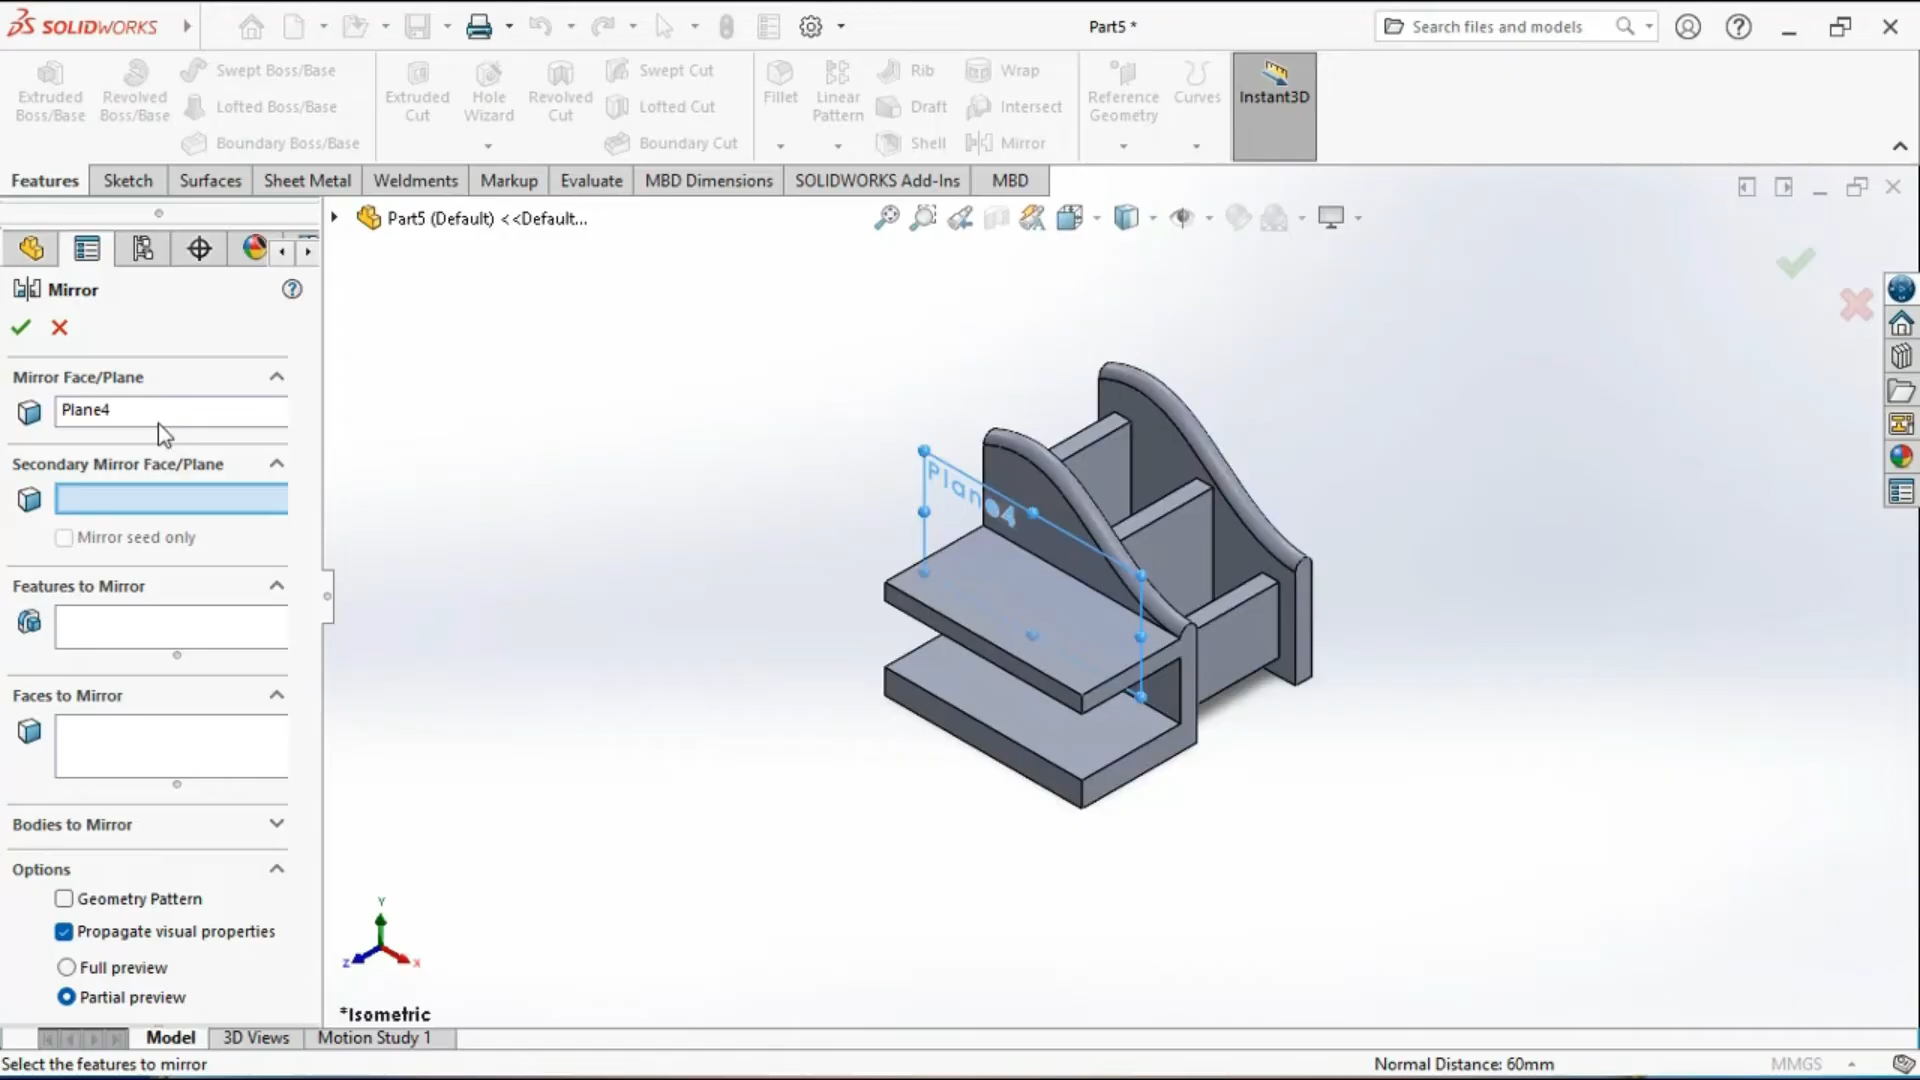 SOLIDWORKS
Part5 *
Search files and models
Extruded Boss/Base
Revolved Boss/Base
Swept Boss/Base
Lofted Boss/Base
Boundary Boss/Base
Extruded Cut
Hole Wizard
Revolved Cut
Swept Cut
Lofted Cut
Boundary Cut
Fillet
Linear Pattern
Rib
Draft
Shell
Wrap
Intersect
Mirror
Reference Geometry
Curves
Instant3D
Features
Sketch
Surfaces
Sheet Metal
Weldments
Markup
Evaluate
MBD Dimensions
SOLIDWORKS Add-Ins
MBD
Part5 (Default) <<Default...
Mirror
Mirror Face/Plane
Plane4
Secondary Mirror Face/Plane
Mirror seed only
Features to Mirror
Faces to Mirror
Bodies to Mirror
Options
Geometry Pattern
Propagate visual properties
Full preview
Partial preview
Plane4
Y
Z
X
*Isometric
Model
3D Views
Motion Study 1
Select the features to mirror
Normal Distance: 60mm
MMGS